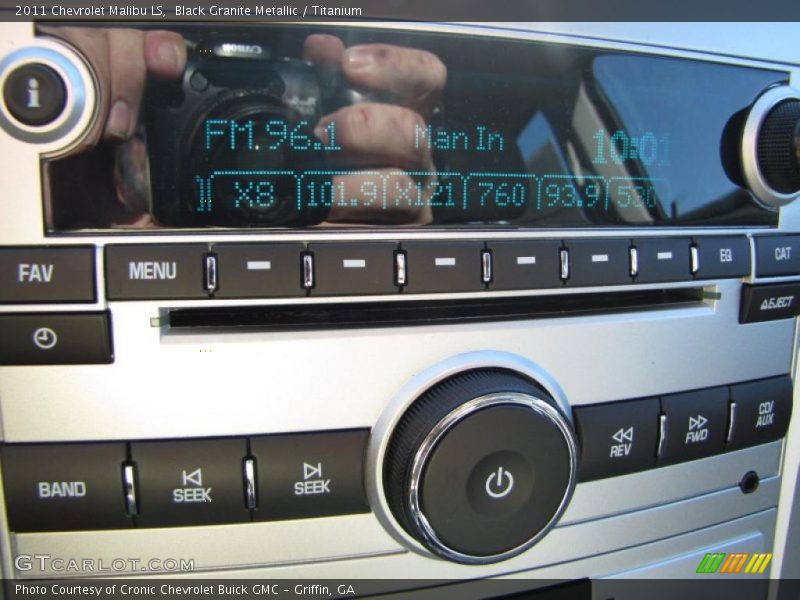 2011 Chevrolet Malibu LS, Black Granite Metallic / Titanium
Canon
i
FM 96.1 Man In 10:01
X8 101.9 X121 760 93.9 530
FAV MENU EQ CAT
EJECT
REV FWD CD/AUX
BAND SEEK SEEK
GTCARLOT.COM
Photo Courtesy of Cronic Chevrolet Buick GMC – Griffin, GA